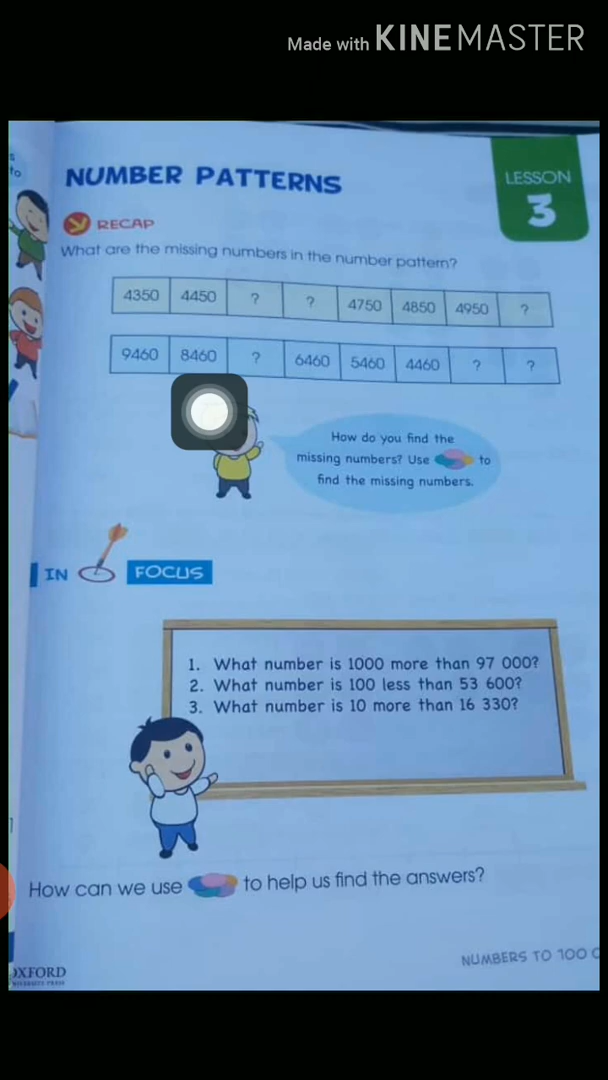 Made with KINEMASTER
s
to
NUMBER PATTERNS
LESSON
3
RECAP
What are the missing numbers in the number pattern?
4350 4450 ? ? 4750 4850 4950 ?
9460 8460 ? 6460 5460 4460 ? ?
How do you find the
missing numbers? Use to
find the missing numbers.
IN FOCUS
1. What number is 1000 more than 97 000?
2. What number is 100 less than 53 600?
3. What number is 10 more than 16 330?
How can we use to help us find the answers?
NUMBERS TO 100
OXFORD
UNIVERSITY PRESS